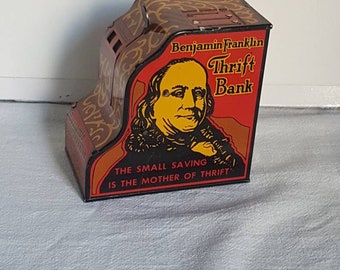 Benjamin Franklin
Thrift
Bank
THE SMALL SAVING
IS THE MOTHER OF THRIFT